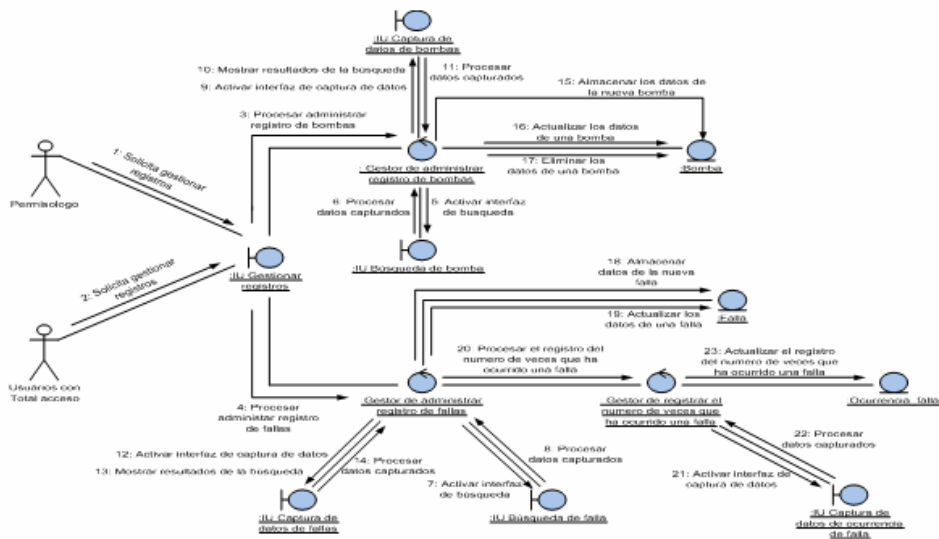 :IU Captura de
datos de bombas
10: Mostrar resultados de la búsqueda
9: Activar interfaz de captura de datos
11: Procesar
datos capturados
15: Almacenar los datos de
la nueva bomba
3: Procesar administrar
registro de bombas
16: Actualizar los datos
de una bomba
17: Eliminar los
datos de una bomba
: Gestor de administrar
registro de bombas
:Bomba
1: Solicita gestionar
registros
Permisologo
6: Procesar
datos capturados
5: Activar interfaz
de busqueda
:IU Búsqueda de bomba
2: Solicita gestionar
registros
:IU Gestionar
registros
18: Almacenar
datos de la nueva
falla
19: Actualizar los
datos de una falla
:Falla
Usuarios con
Total acceso
20: Procesar el registro del
numero de veces que ha
ocurrido una falla
23: Actualizar el registro
del numero de veces que
ha ocurrido una falla
4: Procesar
administar registro
de fallas
: Gestor de administrar
registro de fallas
: Gestor de registrar el
numero de veces que
ha ocurrido una falla
Ocurrencia_falla
12: Activar interfaz de captura de datos
13: Mostrar resultados de la búsqueda
14: Procesar
datos capturados
8: Procesar
datos capturados
7: Activar interfaz
de búsqueda
22: Procesar
datos capturados
21: Activar interfaz de
captura de datos
:IU Captura de
datos de fallas
:IU Búsqueda de falla
:IU Captura de
datos de ocurrencia
de falla